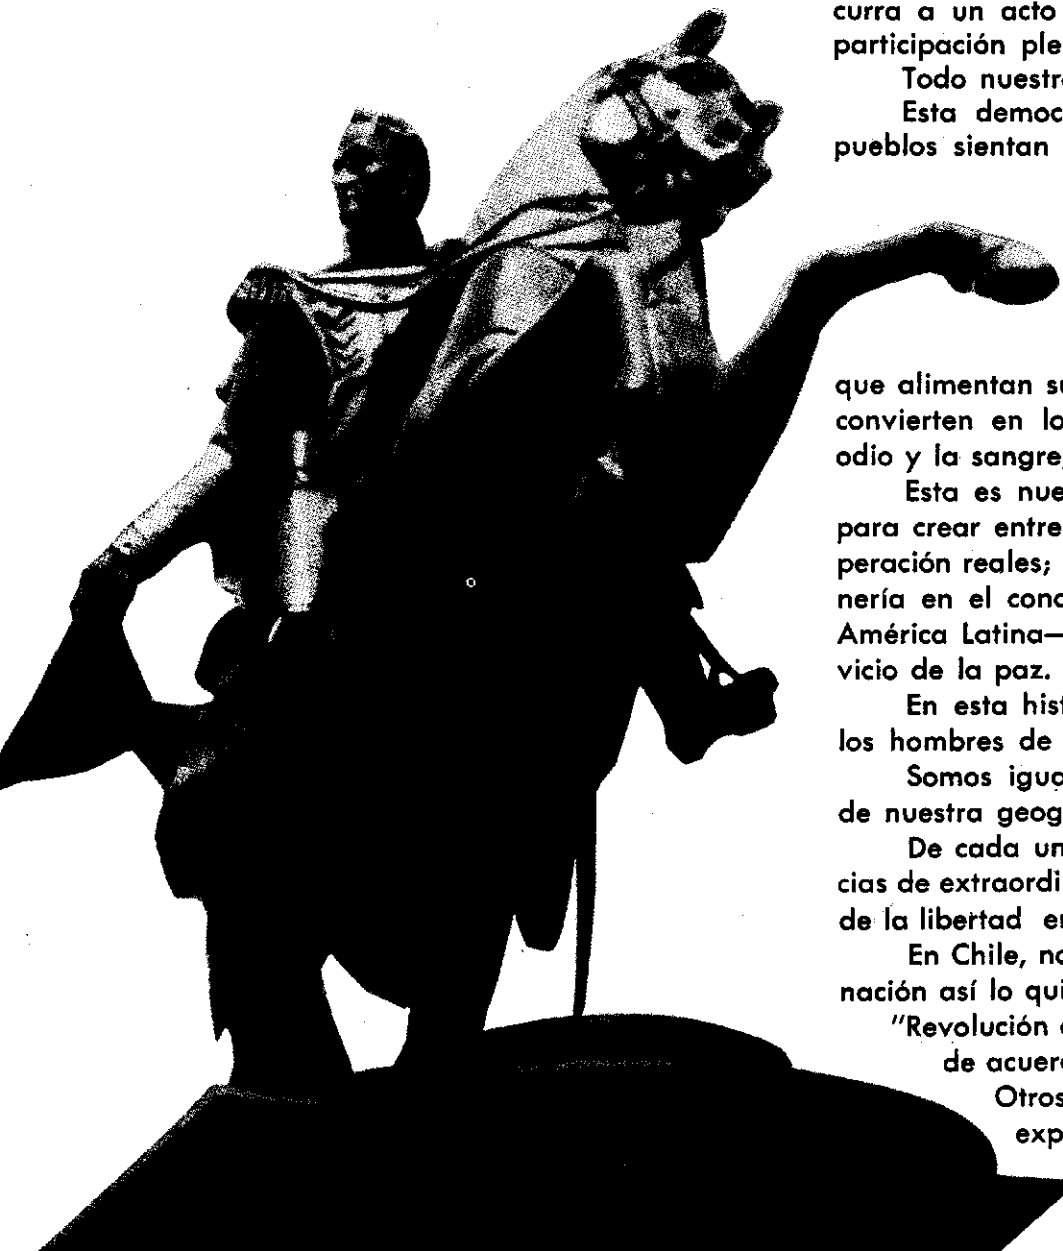 curra a un acto
participación ple
Todo nuestr
Esta democ
pueblos sientan
que alimentan su
convierten en lo
odio y la sangre,
Esta es nue
para crear entre
peración reales;
nería en el conc
América Latina—
vicio de la paz.
En esta hist
los hombres de
Somos igua
de nuestra geog
De cada un
cias de extraordi
de la libertad en
En Chile, no
nación así lo qui
"Revolución
de acuer
Otros
exp